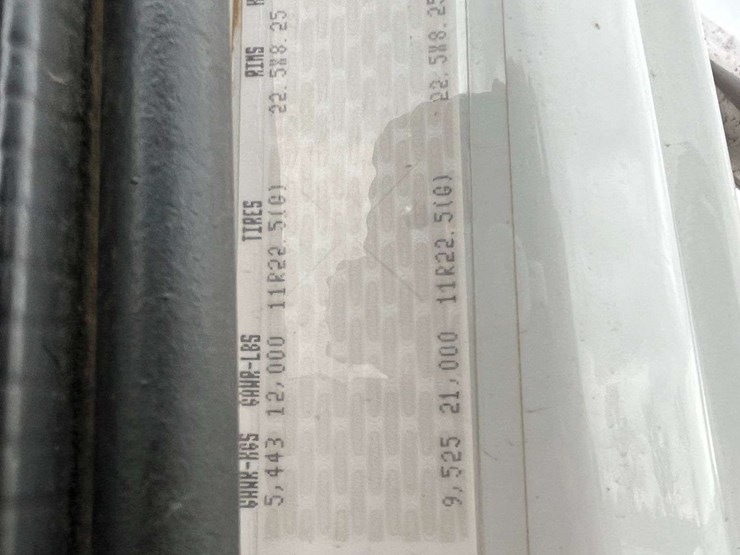 GAWR-KGS GAWR-LBS TIRES RIMS
5,443 12,000 11R22.5(G) 22.5X8.25
9,525 21,000 11R22.5(G) 22.5X8.25